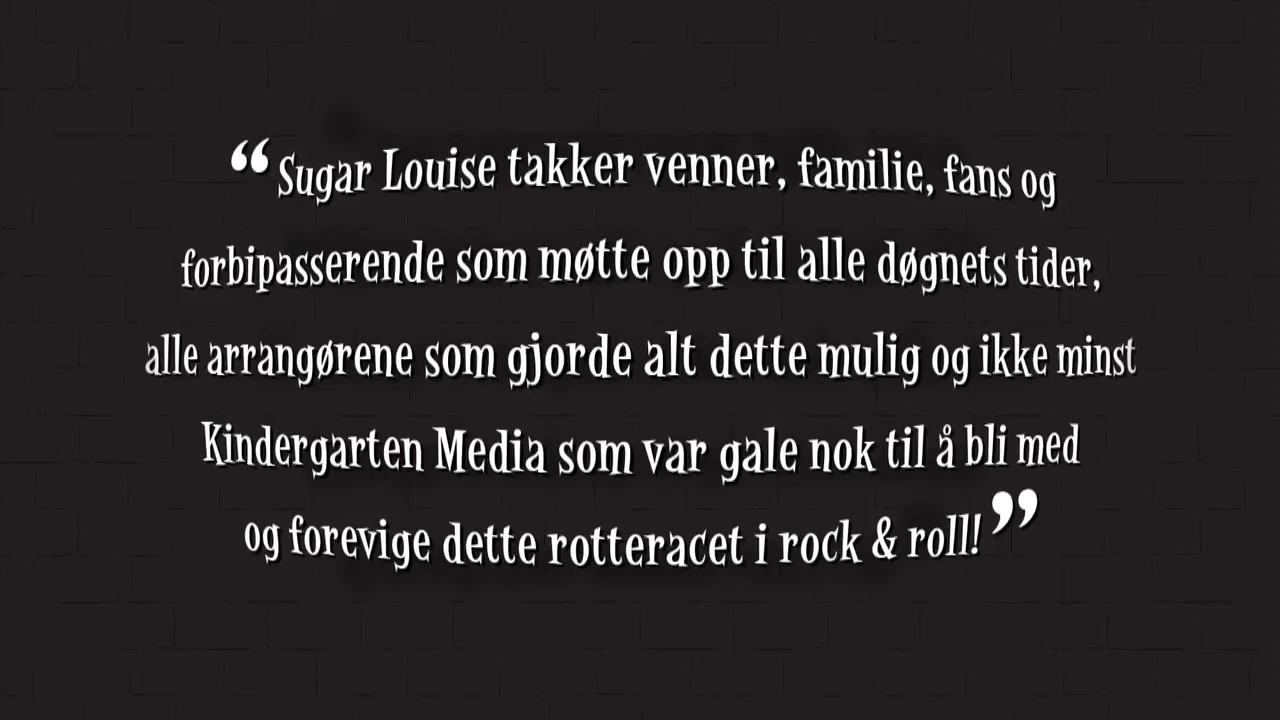 “Sugar Louise takker venner, familie, fans og
forbipasserende som møtte opp til alle døgnets tider,
alle arrangørene som gjorde alt dette mulig og ikke minst
Kindergarten Media som var gale nok til å bli med
og forevige dette rotteracet i rock & roll!”